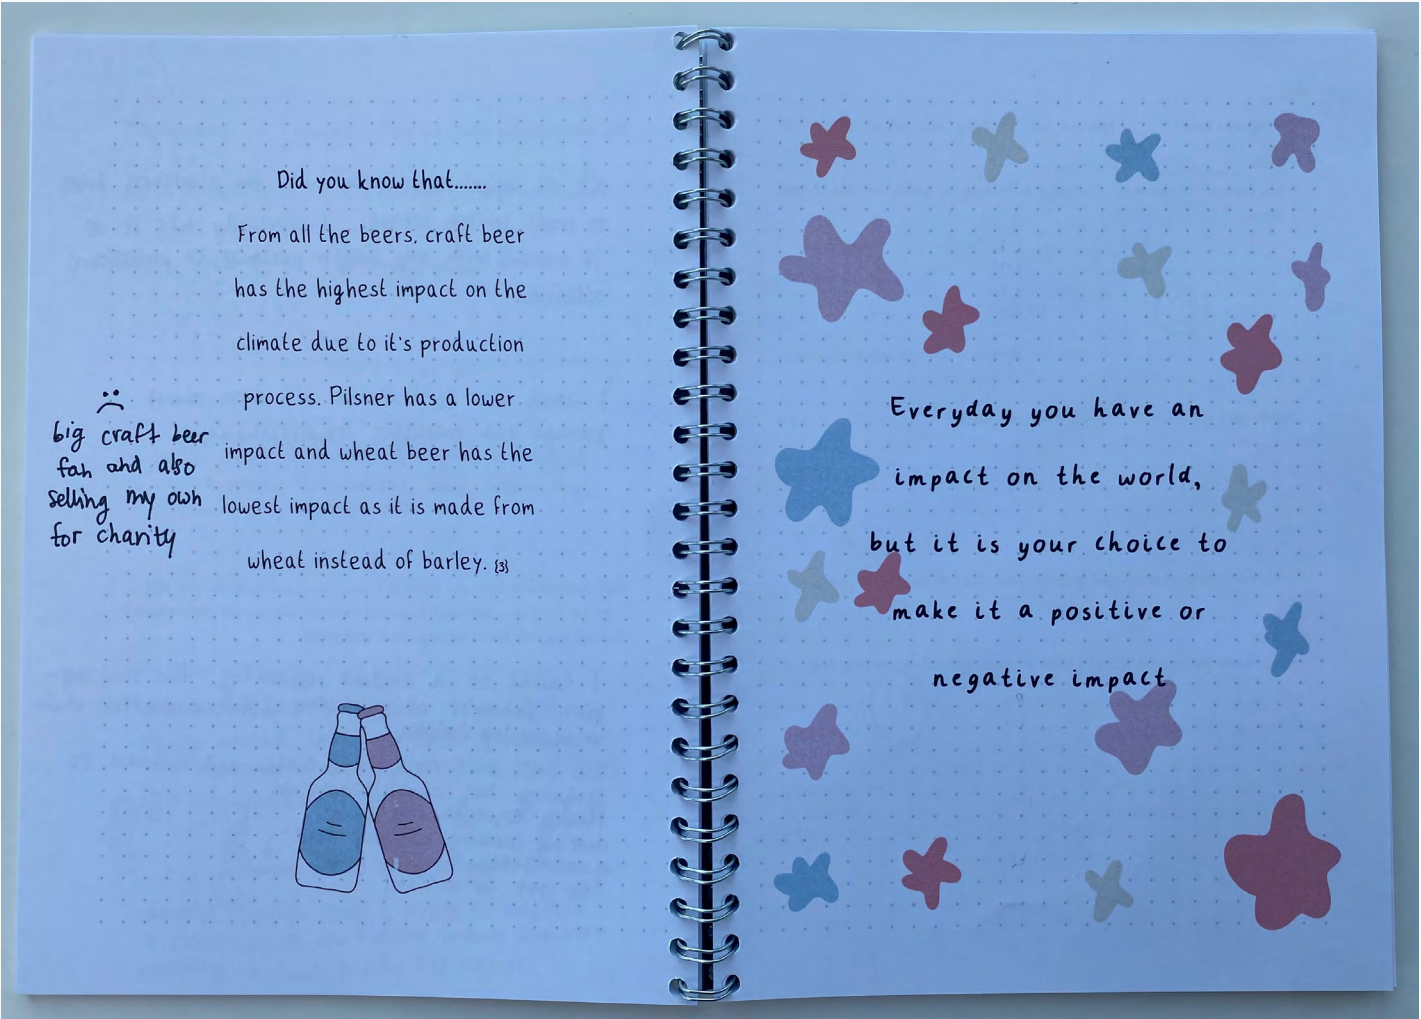 Did you know that.......
From all the beers, craft beer
has the highest impact on the
climate due to it's production
process. Pilsner has a lower
impact and wheat beer has the
lowest impact as it is made from
wheat instead of barley. {3}
big craft beer
fan and also
selling my own
for charity
Everyday you have an
impact on the world,
but it is your choice to
make it a positive or
negative impact